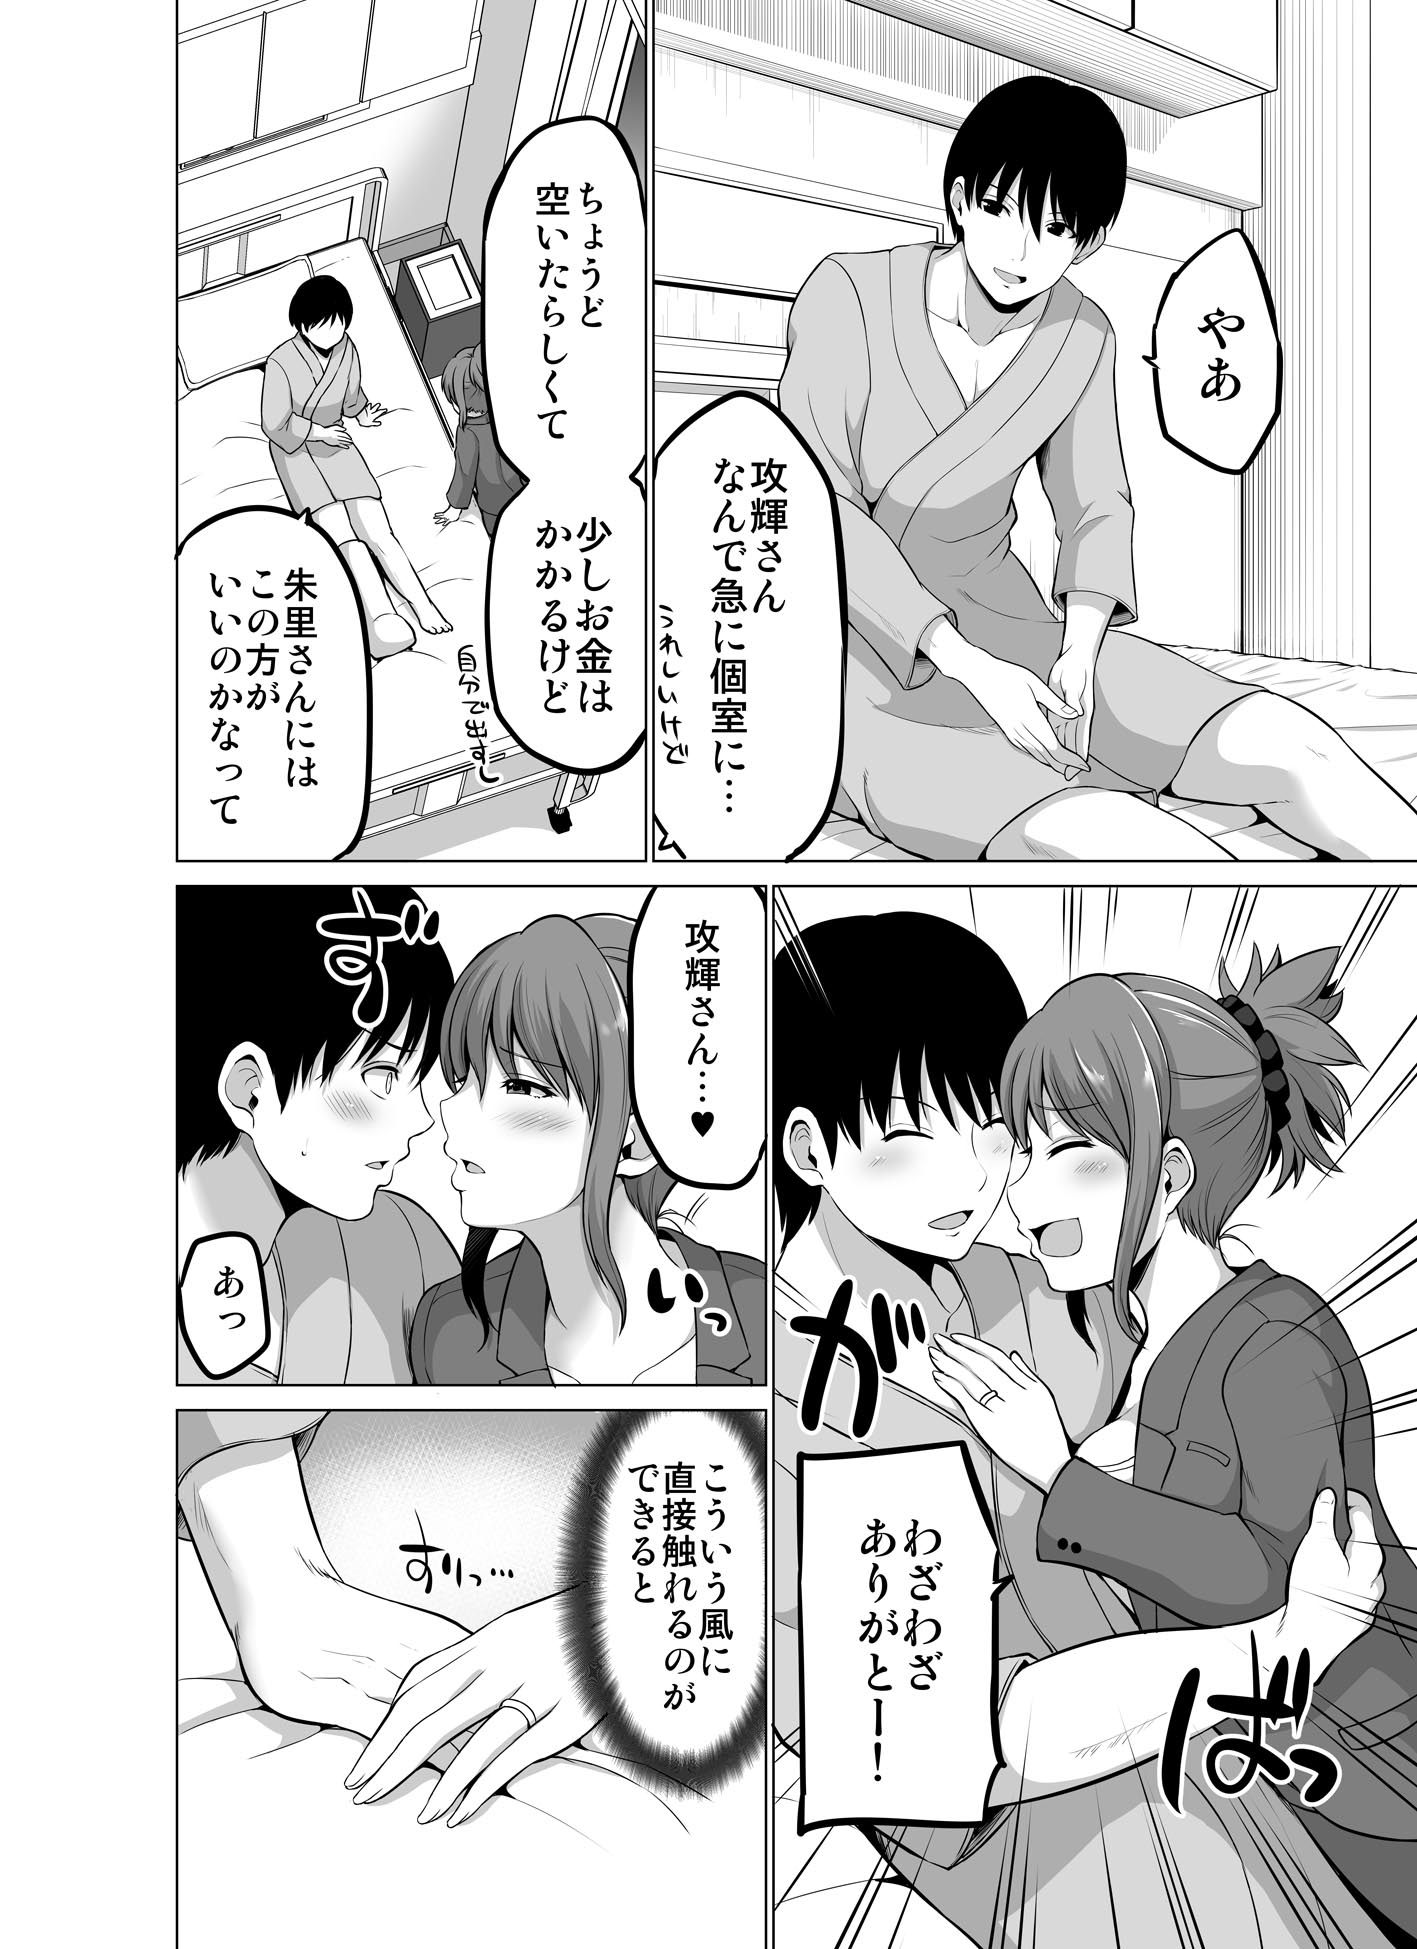 やあ
攻輝さん
なんで急に個室に…
うれしいけど
ちょうど
空いたらしくて
少しお金は
かかるけど
自分で出すし
朱里さんには
この方が
いいのかなって
がばっ
わざわざ
ありがとー！
攻輝さん…♥
ずいっ
あっ
こういう風に
直接触れるのが
できると
すりっ…